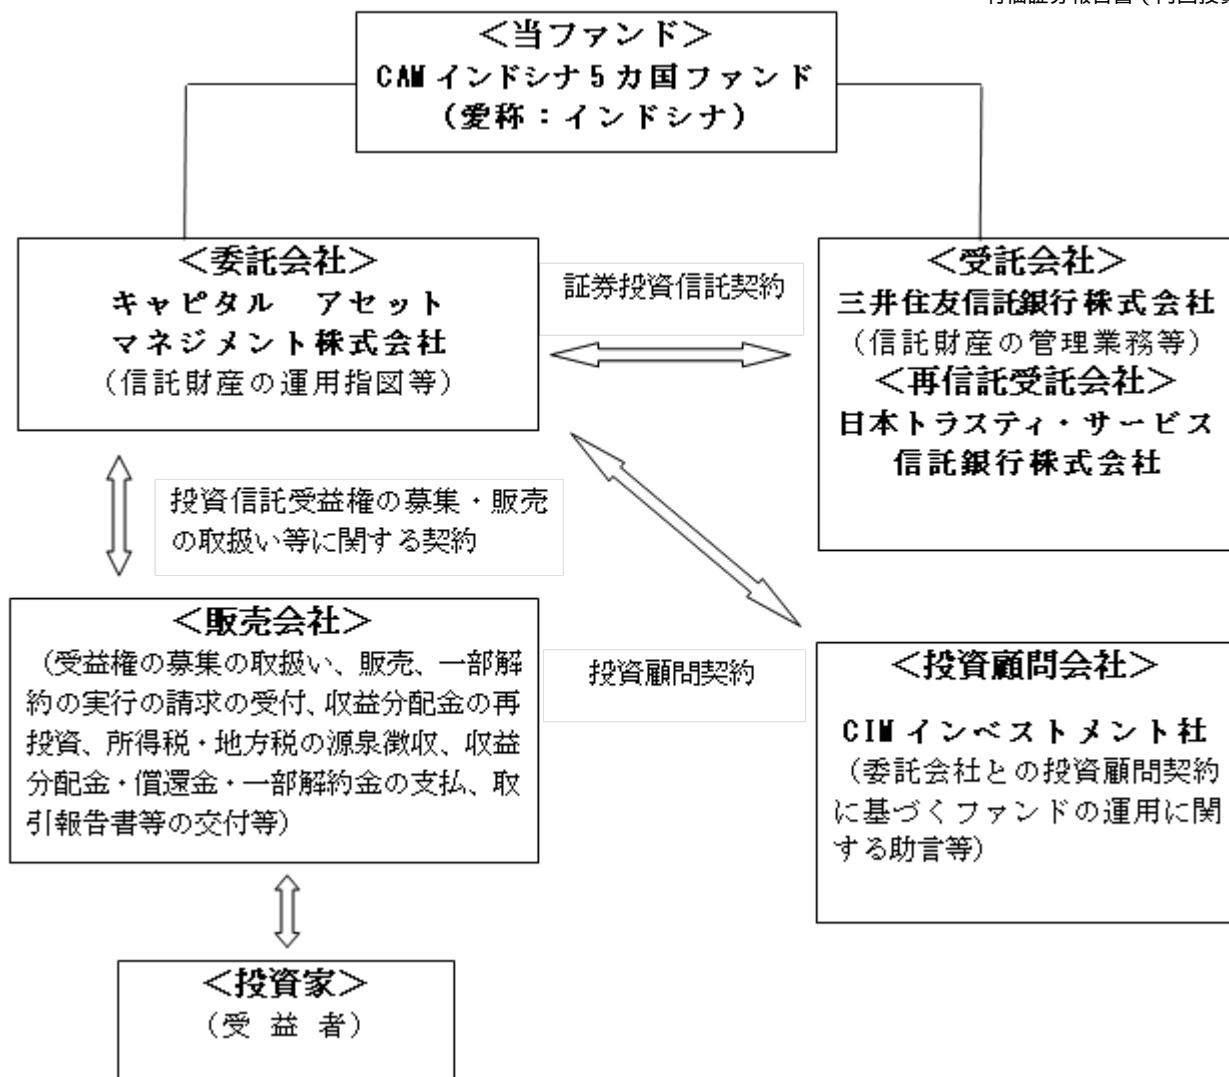 ＜当ファンド＞
CAMインドシナ５カ国ファンド
（愛称：インドシナ）
＜委託会社＞
キャピタル　アセット
マネジメント株式会社
（信託財産の運用指図等）
証券投資信託契約
＜受託会社＞
三井住友信託銀行株式会社
（信託財産の管理業務等）
＜再信託受託会社＞
日本トラスティ・サービス
信託銀行株式会社
投資信託受益権の募集・販売
の取扱い等に関する契約
＜販売会社＞
（受益権の募集の取扱い、販売、一部解
約の実行の請求の受付、収益分配金の再
投資、所得税・地方税の源泉徴収、収益
分配金・償還金・一部解約金の支払、取
引報告書等の交付等）
投資顧問契約
＜投資顧問会社＞
CIMインベストメント社
（委託会社との投資顧問契約
に基づくファンドの運用に関
する助言等）
＜投資家＞
（受 益 者）